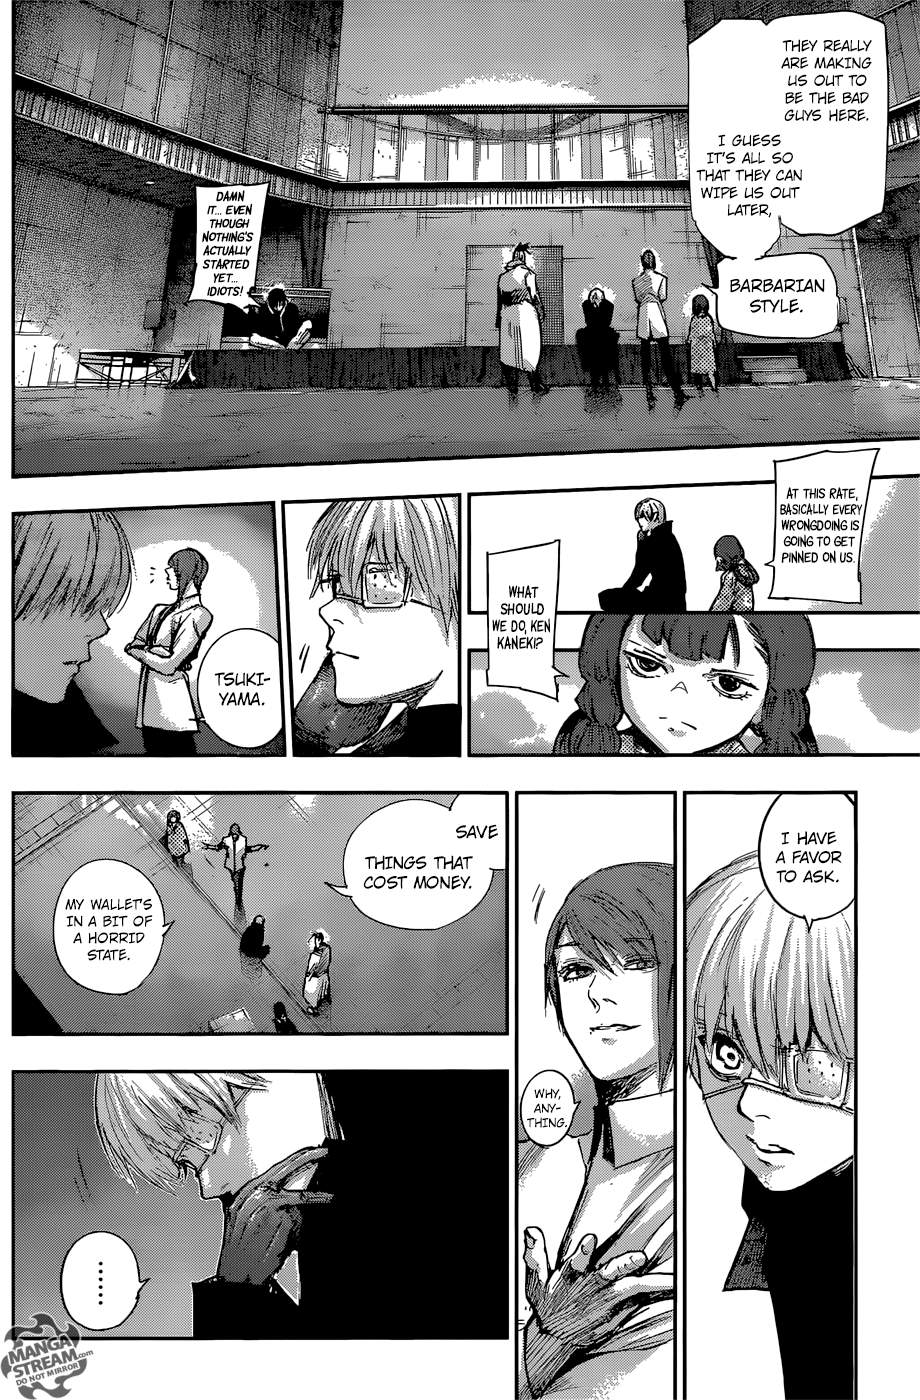 THEY REALLY
ARE MAKING
US OUT TO
BE THE BAD
GUYS HERE.
I GUESS
IT'S ALL SO
THAT THEY CAN
WIPE US OUT
LATER,
BARBARIAN
STYLE.
DAMN
IT... EVEN
THOUGH
NOTHING'S
ACTUALLY
STARTED
YET...
IDIOTS!
AT THIS RATE,
BASICALLY EVERY
WRONGDOING IS
GOING TO GET
PINNED ON US.
WHAT
SHOULD
WE DO, KEN
KANEKI?
TSUKI-
YAMA.
I HAVE
A FAVOR
TO ASK.
WHY,
ANY-
THING.
SAVE
THINGS THAT
COST MONEY.
MY WALLET'S
IN A BIT OF
A HORRID
STATE.
......
MANGA
STREAM.COM
DO NOT MIRROR!